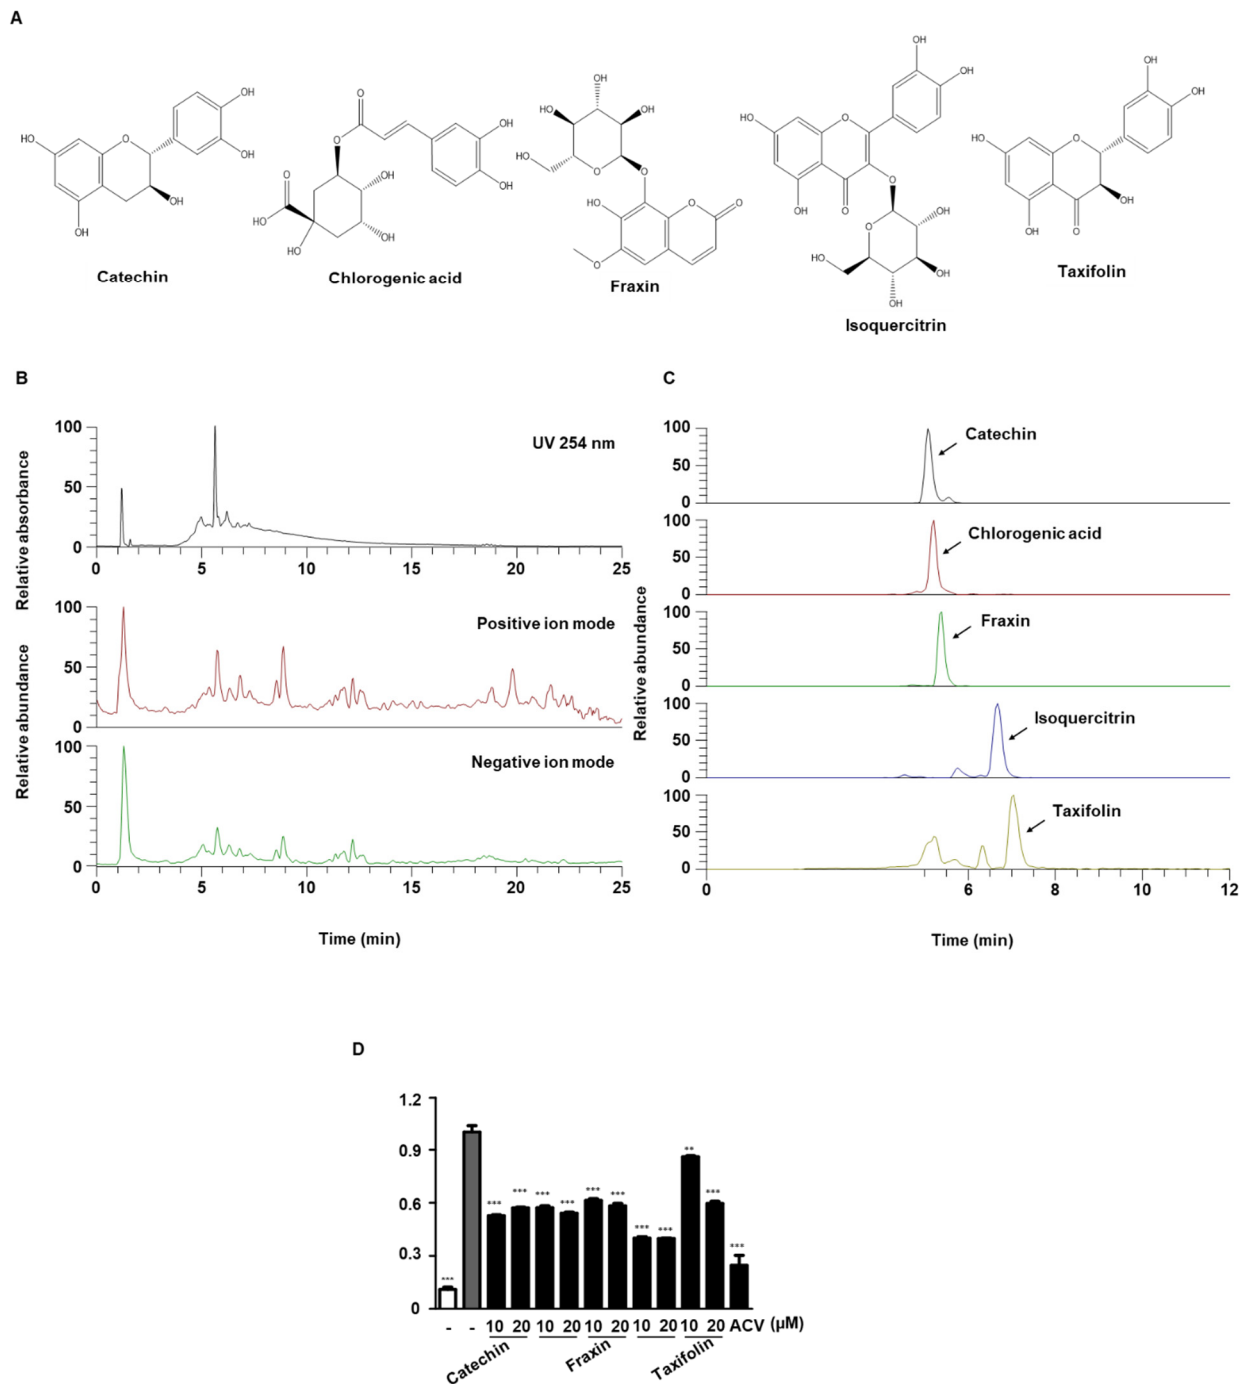 A
OH
OH
HO
O
OH
OH
Catechin
O
OH
OH
O
O
OH
HO
OH
HO
Chlorogenic acid
OH
HO
OH
HO
O
O
HO
O
O
O
Fraxin
OH
OH
HO
O
O
OH
O
OH
O
HO
OH
OH
Isoquercitrin
OH
OH
HO
O
OH
OH
O
Taxifolin
B
Relative absorbance
100
50
0
UV 254 nm
0 5 10 15 20 25
Relative abundance
100
50
0
Positive ion mode
100
50
0
Negative ion mode
0 5 10 15 20 25
Time (min)
C
Relative abundance
100
50
0
Catechin
100
50
0
Chlorogenic acid
100
50
0
Fraxin
100
50
0
Isoquercitrin
100
50
0
Taxifolin
0 6 8 10 12
Time (min)
D
1.2
0.9
0.6
0.3
0
*** *** *** *** *** *** *** *** *** ** *** ***
- - 10 20 10 20 10 20 10 20 10 20 ACV (µM)
Catechin Fraxin Taxifolin